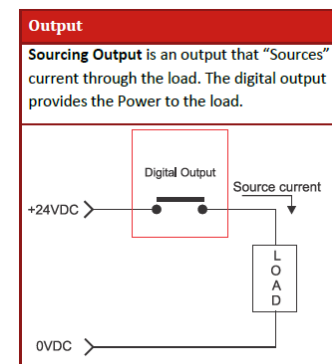 Output
Sourcing Output is an output that “Sources”
current through the load. The digital output
provides the Power to the load.
Digital Output
Source current
+24VDC
LOAD
0VDC